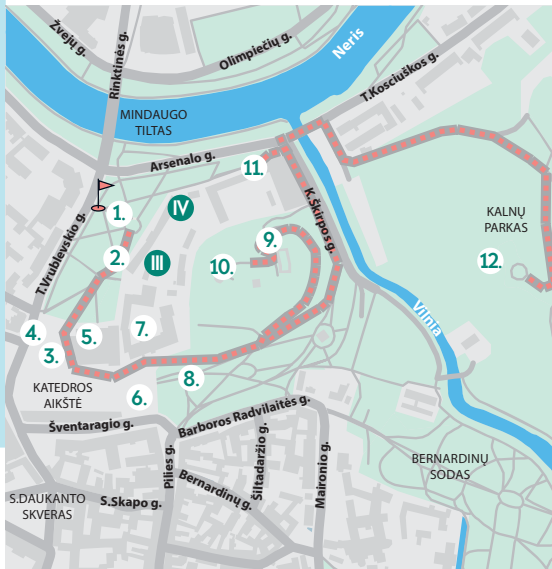 Žvejų g.
Rinktinės g.
Olimpiečių g.
Neris
T.Kosciuškos g.
MINDAUGO
TILTAS
Arsenalo g.
11.
K.Škirpos g.
1.
IV
KALNŲ
PARKAS
T.Vrublevskio g.
2.
III
9.
10.
12.
Vilnia
4.
3.
5.
7.
8.
6.
KATEDROS
AIKŠTĖ
Šventaragio g.
Barboros Radvilaitės g.
Pilies g.
Bernardinų g.
Šiltadaržio g.
Maironio g.
BERNARDINŲ
SODAS
S.DAUKANTO
SKVERAS
S.Skapo g.